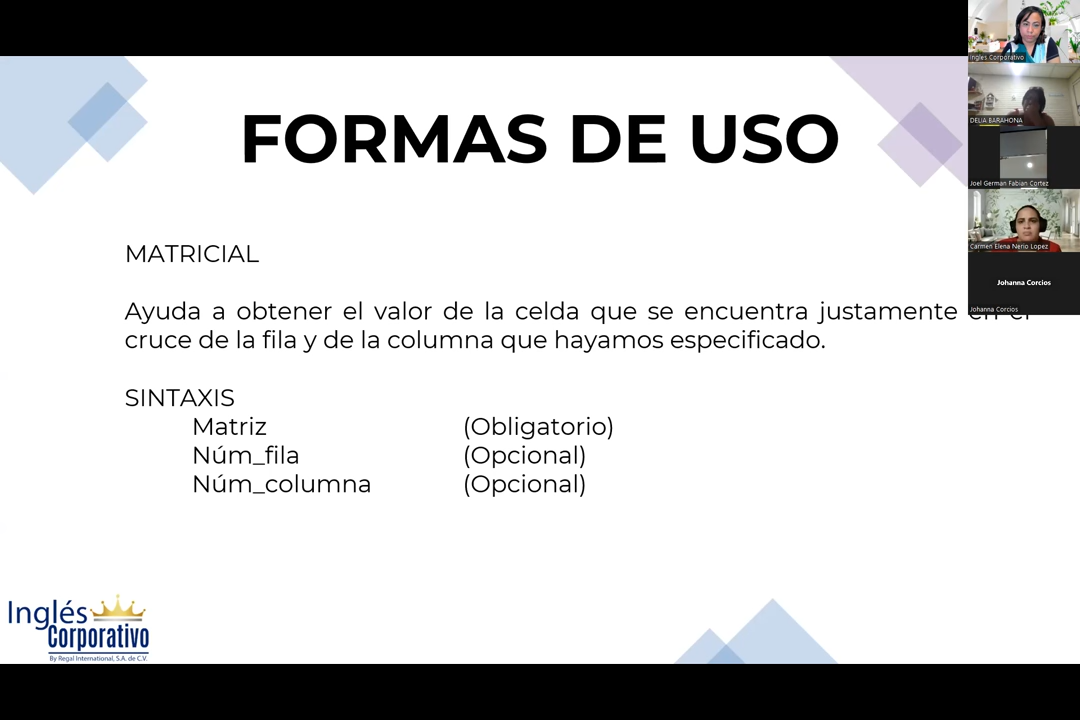 FORMAS DE USO
MATRICIAL
Ayuda a obtener el valor de la celda que se encuentra justamente en el
cruce de la fila y de la columna que hayamos especificado.
SINTAXIS
Matriz (Obligatorio)
Núm_fila (Opcional)
Núm_columna (Opcional)
Inglés
Corporativo
By Regal International, S.A. de C.V.
Ingles Corporativo
DELIA BARAHONA
Joel German Fabian Cortez
Carmen Elena Nerio Lopez
Johanna Corcios
Johanna Corcios